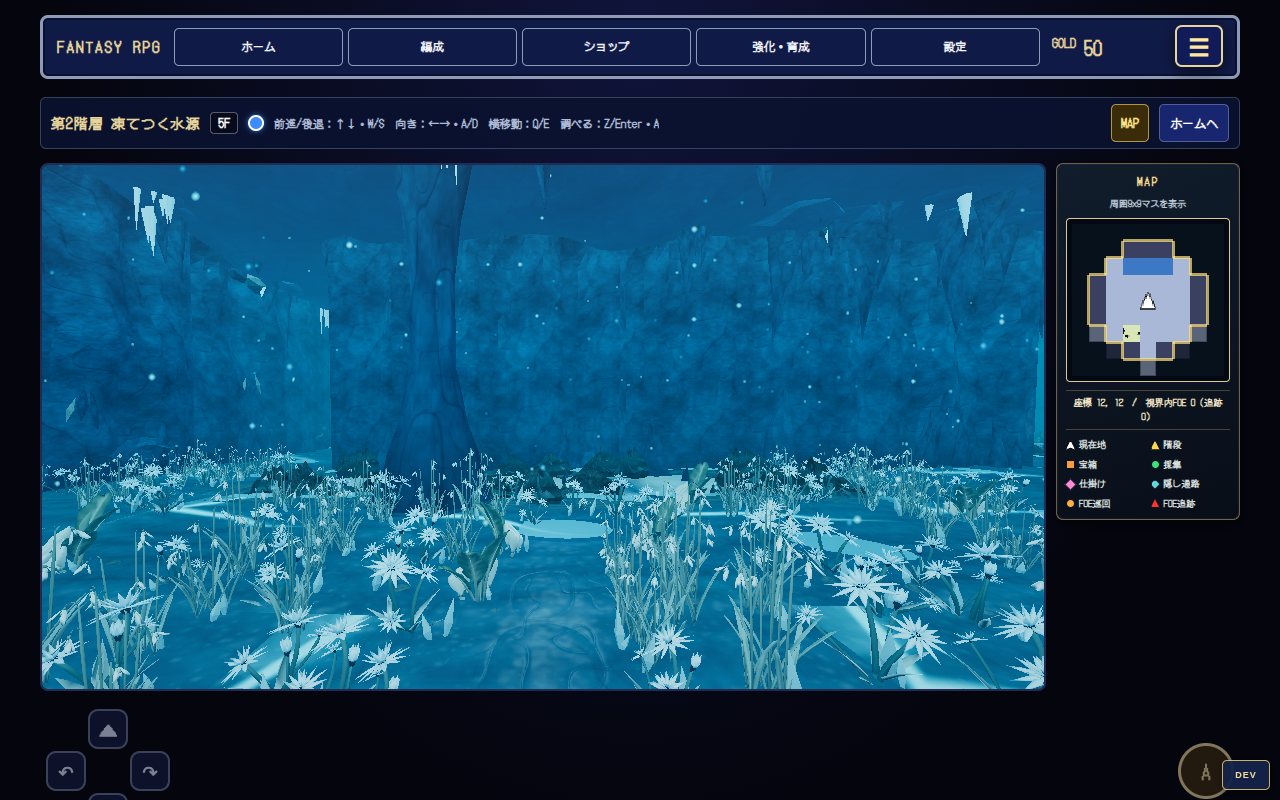 FANTASY RPG ホーム 編成 ショップ 強化・育成 設定 GOLD 50 ☰
第2階層 凍てつく水源 5F 前進/後退：↑↓・W/S 向き：←→・A/D 横移動：Q/E 調べる：Z/Enter・A MAP ホームへ
MAP
周囲9x9マスを表示
座標 12, 12 / 視界内FOE 0（追跡
0）
現在地 階段
宝箱 採集
仕掛け 隠し通路
FOE巡回 FOE追跡
A
DEV